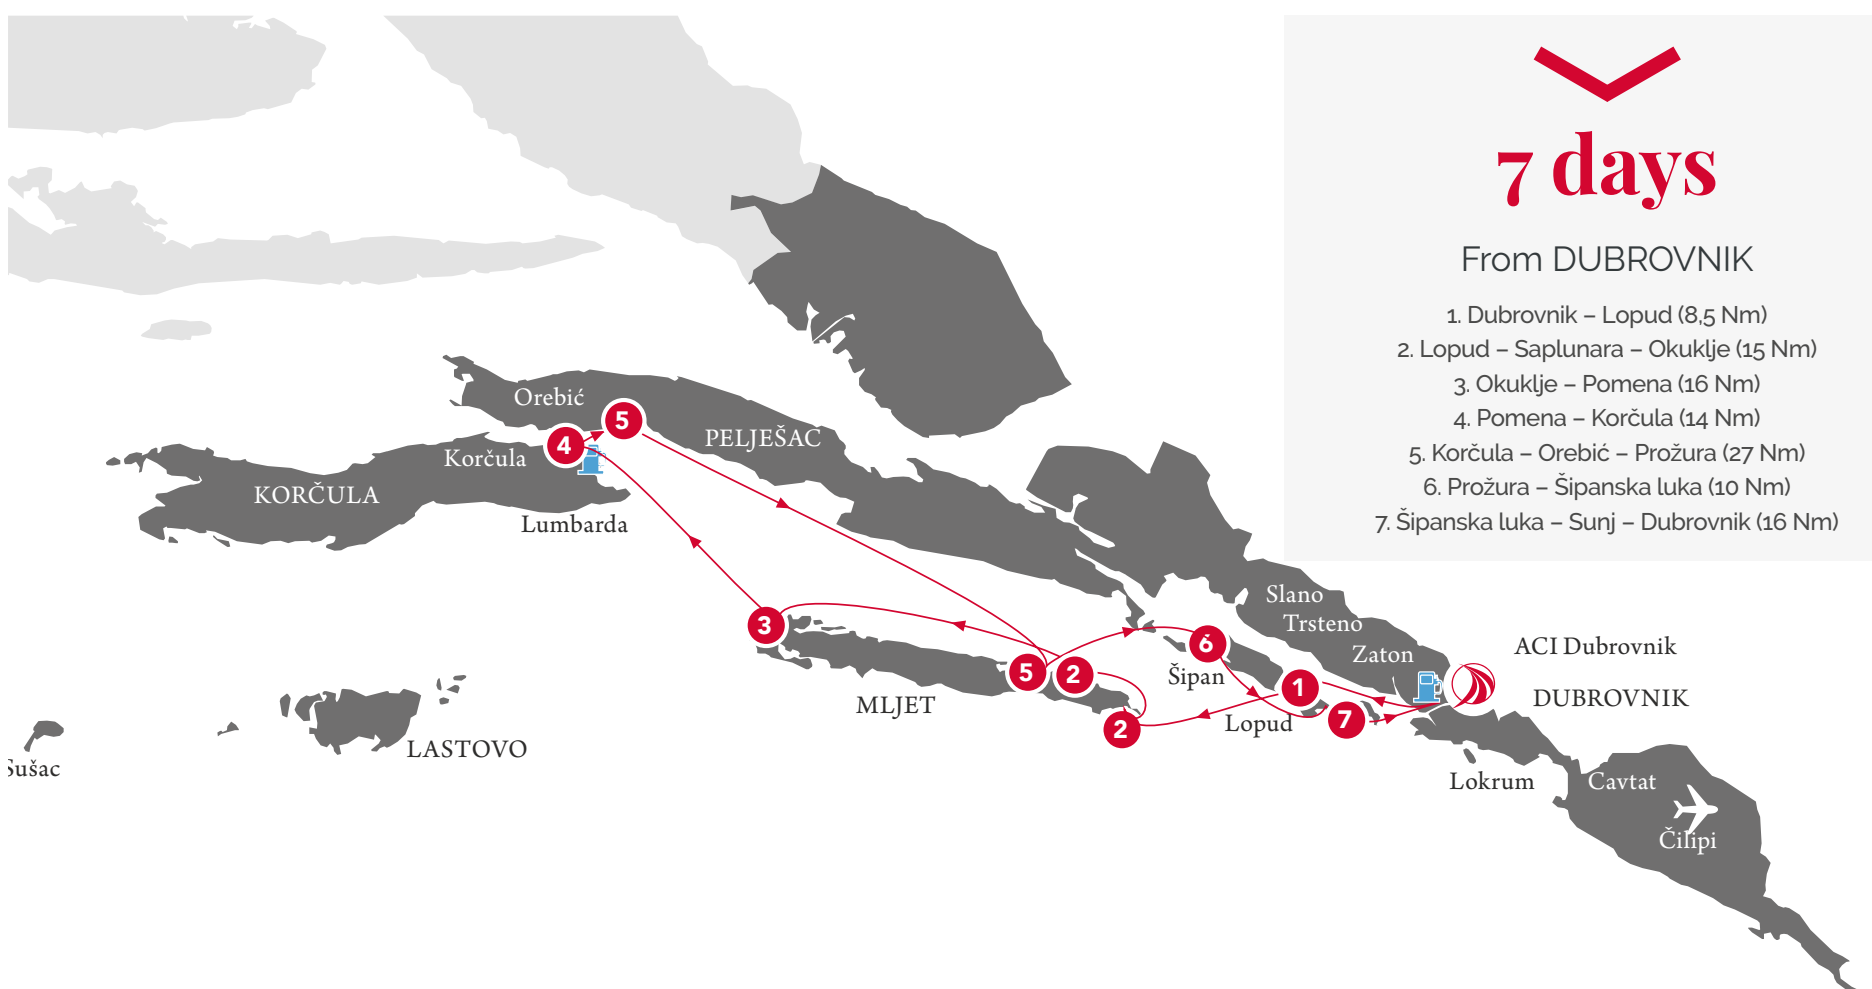 7 days
From DUBROVNIK
1. Dubrovnik – Lopud (8,5 Nm)
2. Lopud – Saplunara – Okuklje (15 Nm)
3. Okuklje – Pomena (16 Nm)
4. Pomena – Korčula (14 Nm)
5. Korčula – Orebić – Prožura (27 Nm)
6. Prožura – Šipanska luka (10 Nm)
7. Šipanska luka – Sunj – Dubrovnik (16 Nm)
Orebić
5
4
PELJEŠAC
Korčula
KORČULA
Lumbarda
Slano
Trsteno
3
6
Zaton
ACI Dubrovnik
5
2
Šipan
1
DUBROVNIK
MLJET
2
Lopud
7
LASTOVO
Sušac
Lokrum
Cavtat
Čilipi